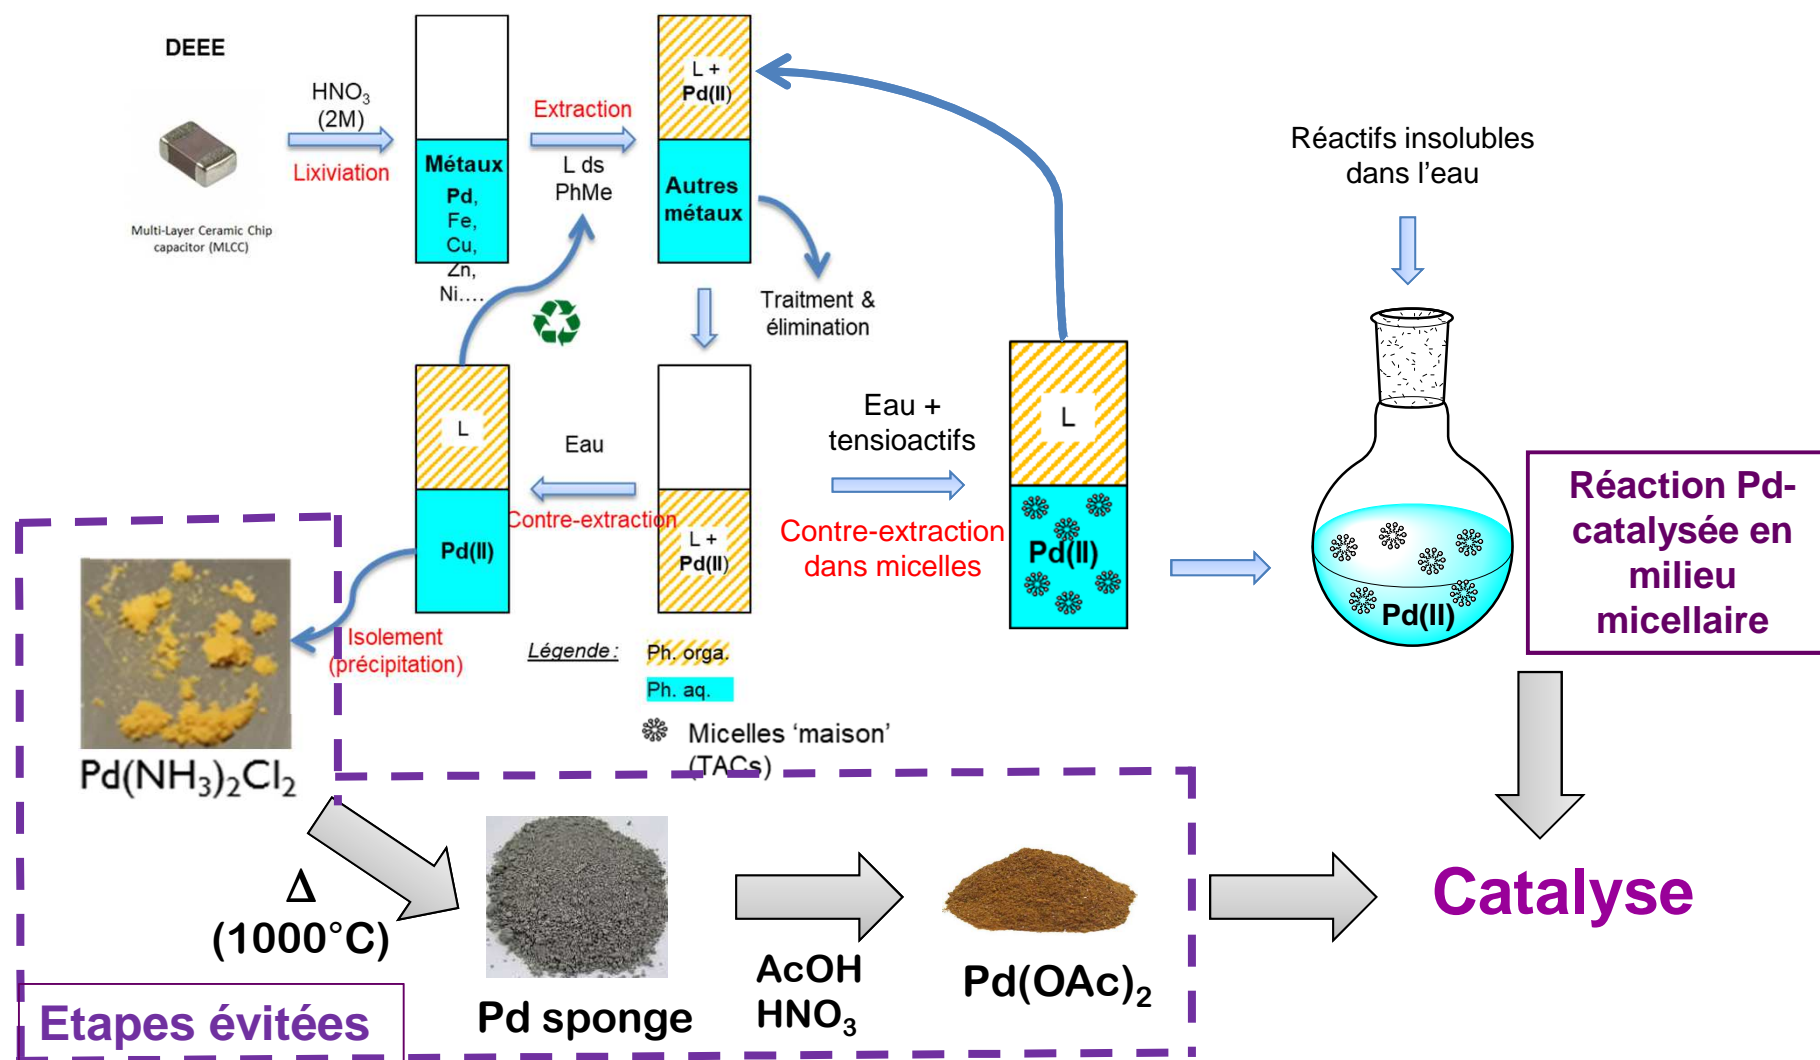 DEEE
HNO3
(2M)
Lixiviation
Multi-Layer Ceramic Chip
capacitor (MLCC)
Métaux
Pd,
Fe,
Cu,
Zn,
Ni....
Extraction
L ds
PhMe
L +
Pd(II)
Autres
métaux
Traitment &
élimination
Réactifs insolubles
dans l'eau
L
Pd(II)
Eau
Contre-extraction
L +
Pd(II)
Eau +
tensioactifs
Contre-extraction
dans micelles
L
Pd(II)
Pd(II)
Réaction Pd-
catalysée en
milieu
micellaire
Isolement
(précipitation)
Légende :
Ph. orga.
Ph. aq.
Micelles 'maison'
(TACs)
Pd(NH3)2Cl2
Δ
(1000°C)
Pd sponge
AcOH
HNO3
Pd(OAc)2
Catalyse
Etapes évitées